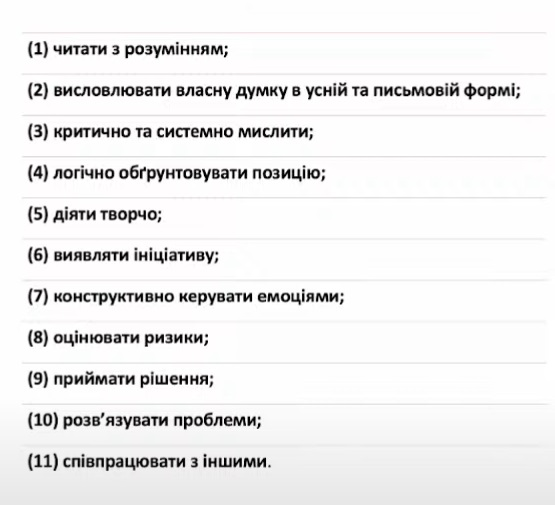 (1) читати з розумінням;
(2) висловлювати власну думку в усній та письмовій формі;
(3) критично та системно мислити;
(4) логічно обґрунтовувати позицію;
(5) діяти творчо;
(6) виявляти ініціативу;
(7) конструктивно керувати емоціями;
(8) оцінювати ризики;
(9) приймати рішення;
(10) розв’язувати проблеми;
(11) співпрацювати з іншими.